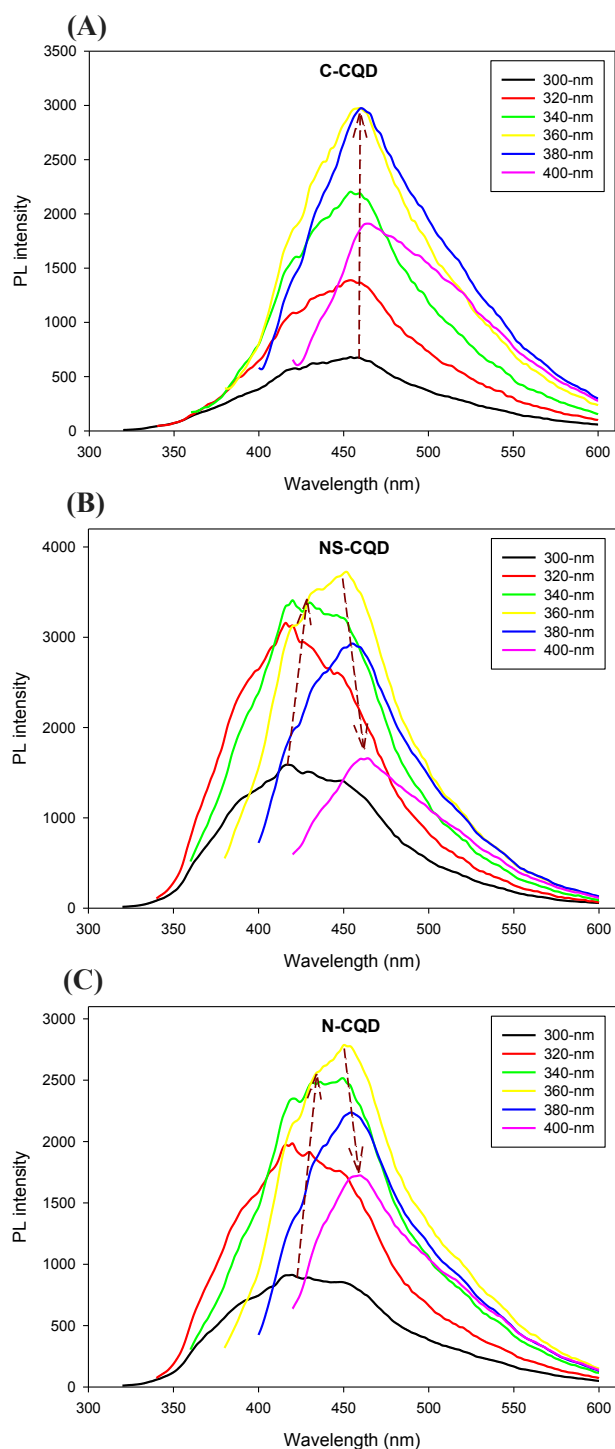 (A)
C-CQD
300-nm
320-nm
340-nm
360-nm
380-nm
400-nm
3500
3000
2500
2000
1500
1000
500
0
PL intensity
300 350 400 450 500 550 600
Wavelength (nm)
(B)
NS-CQD
300-nm
320-nm
340-nm
360-nm
380-nm
400-nm
4000
3000
2000
1000
0
PL intensity
300 350 400 450 500 550 600
Wavelength (nm)
(C)
N-CQD
300-nm
320-nm
340-nm
360-nm
380-nm
400-nm
3000
2500
2000
1500
1000
500
0
PL intensity
300 350 400 450 500 550 600
Wavelength (nm)